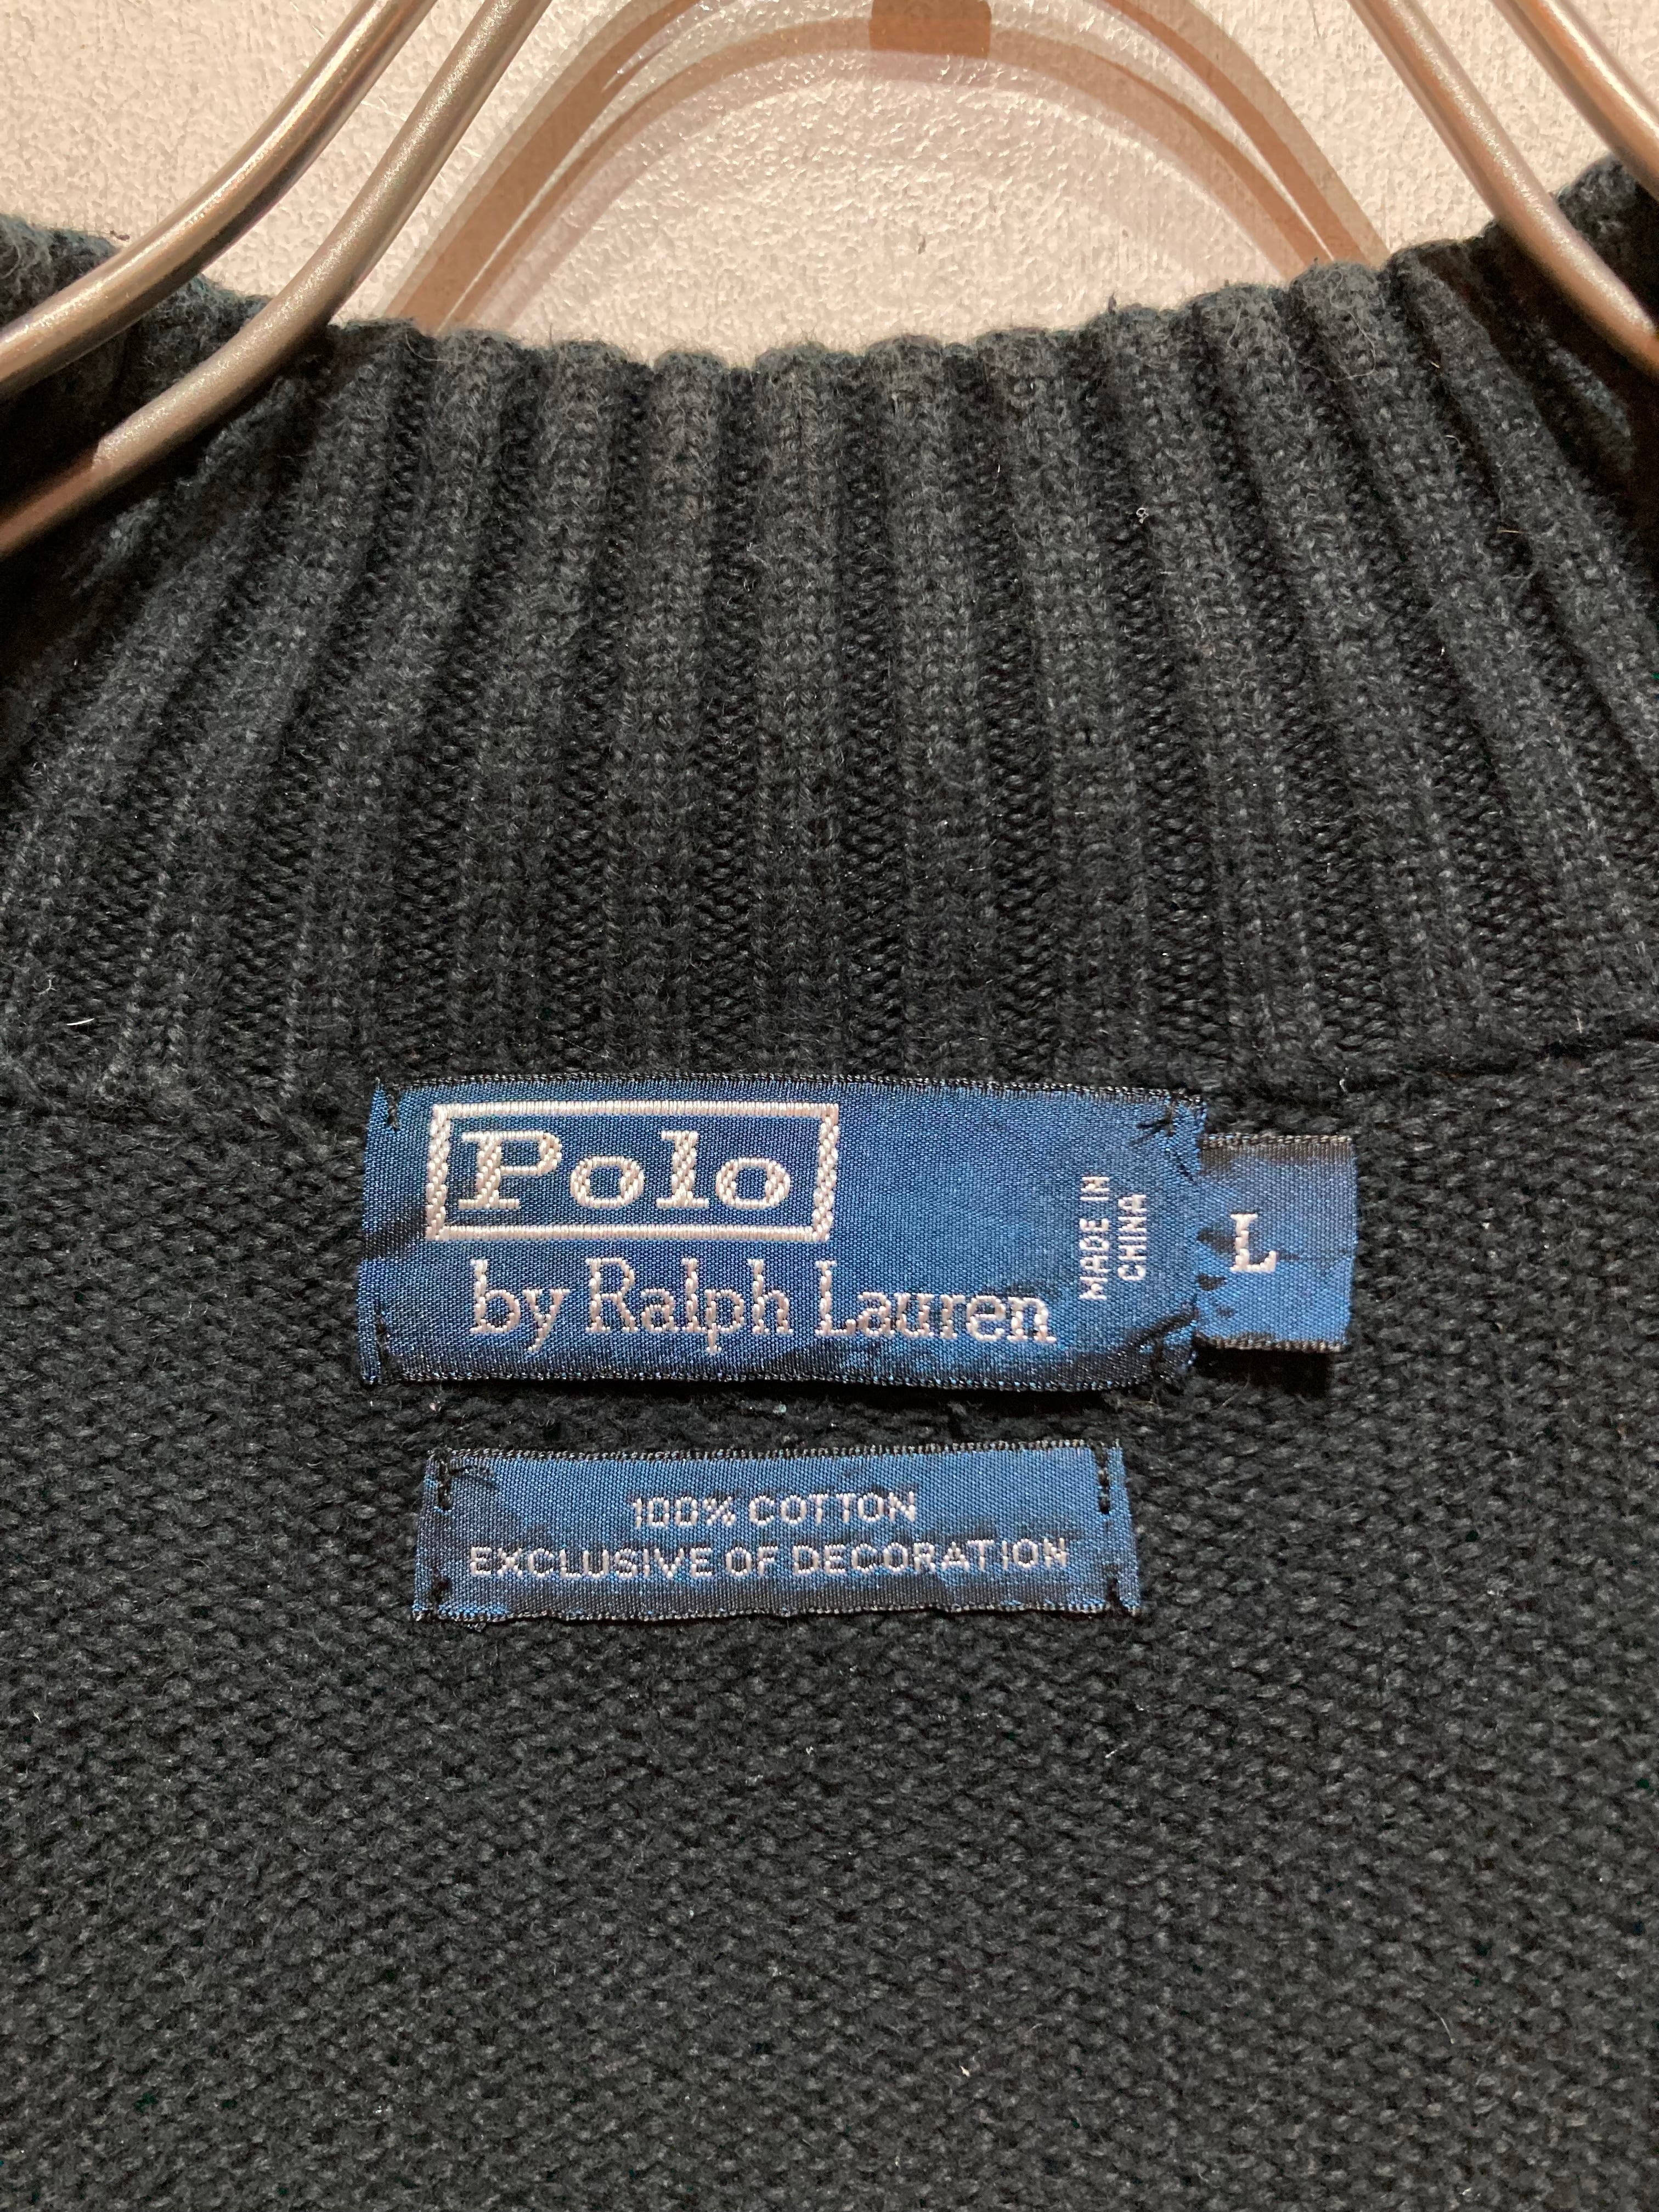 Polo
by Ralph Lauren
MADE IN
CHINA
L
100% COTTON
EXCLUSIVE OF DECORATION